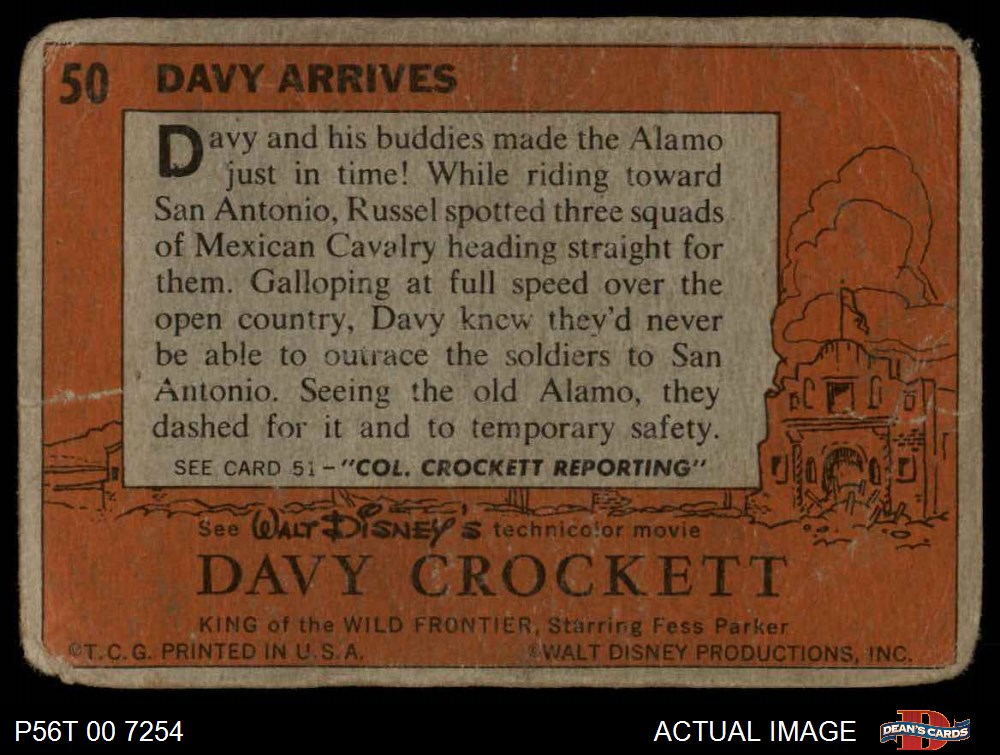 50 DAVY ARRIVES
Davy and his buddies made the Alamo
just in time! While riding toward
San Antonio, Russel spotted three squads
of Mexican Cavalry heading straight for
them. Galloping at full speed over the
open country, Davy knew they'd never
be able to outrace the soldiers to San
Antonio. Seeing the old Alamo, they
dashed for it and to temporary safety.
SEE CARD 51 - "COL. CROCKETT REPORTING"
See WALT DISNEY'S technicolor movie
DAVY CROCKETT
KING of the WILD FRONTIER, Starring Fess Parker
©T.C.G. PRINTED IN U.S.A. ©WALT DISNEY PRODUCTIONS, INC.
P56T 00 7254 ACTUAL IMAGE DEAN'S CARDS